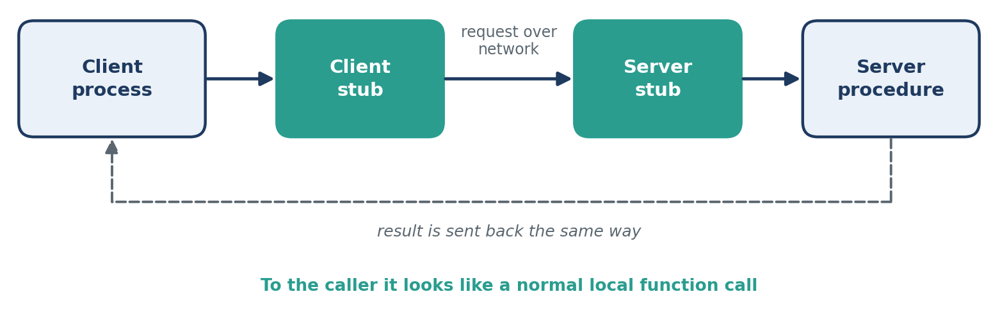 Client
process
Client
stub
request over
network
Server
stub
Server
procedure
result is sent back the same way
To the caller it looks like a normal local function call